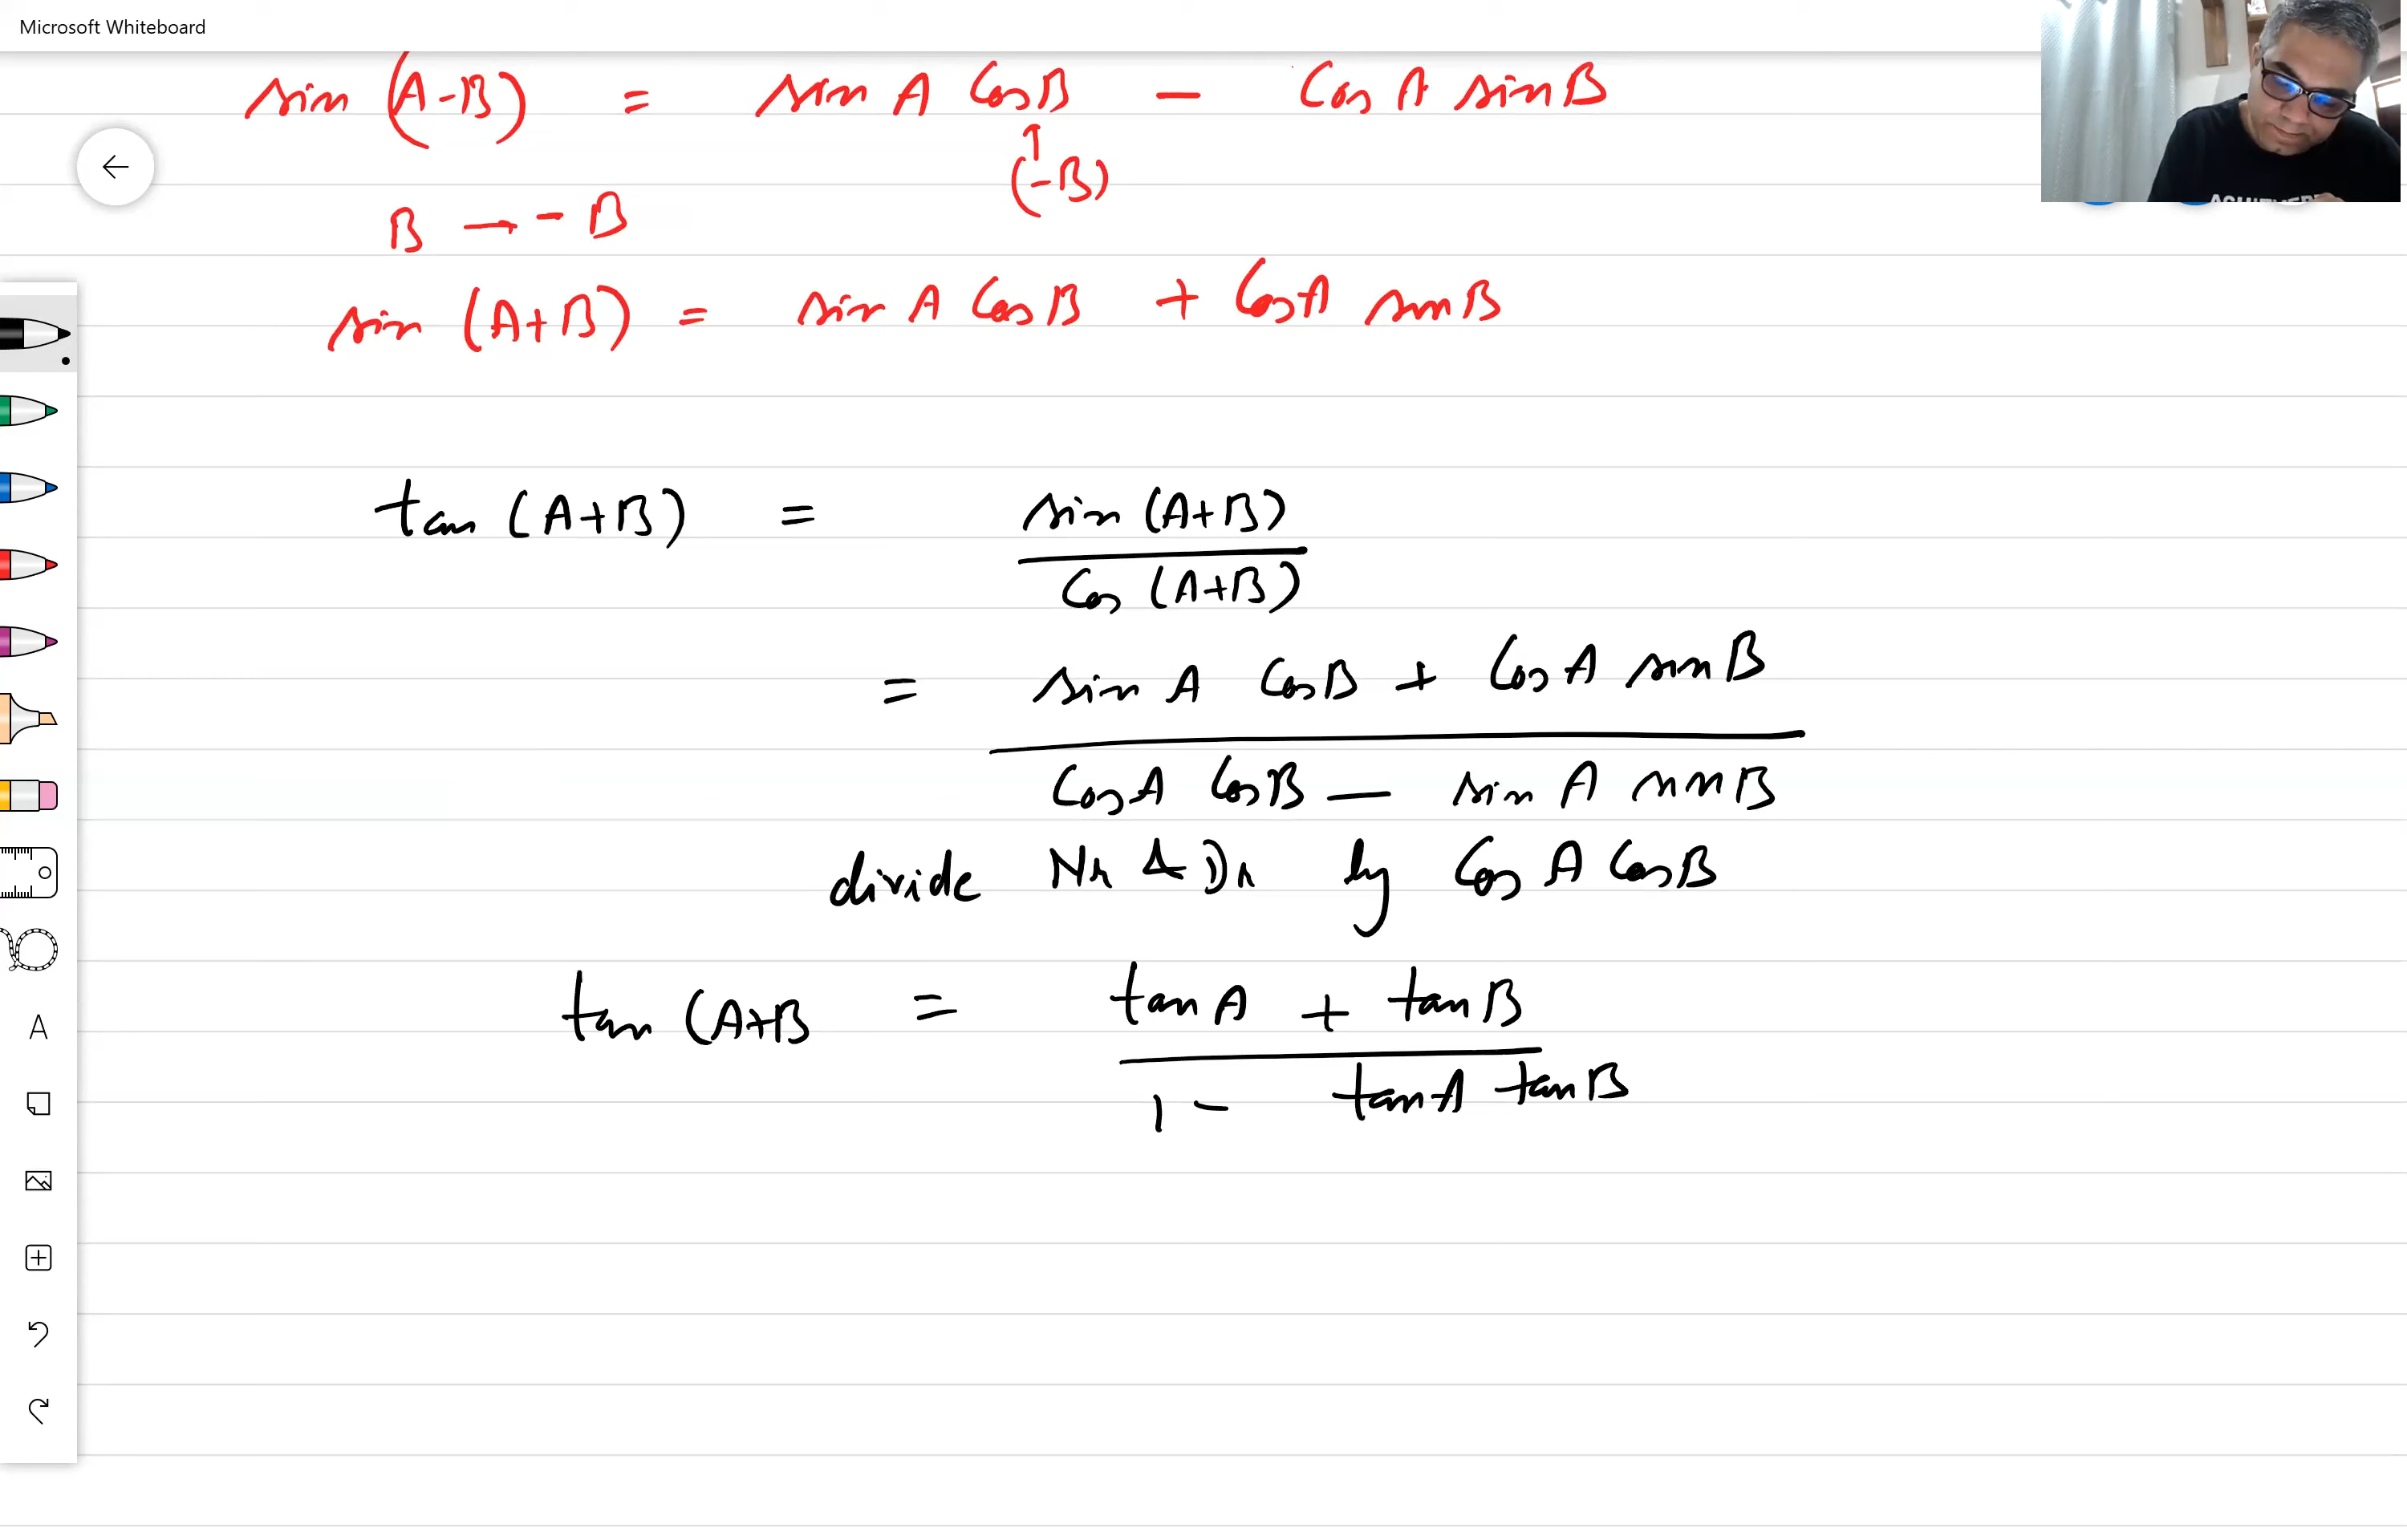 Microsoft Whiteboard
sin (A-B) = sin A Cos B - Cos A sin B
(-B)
B → - B
sin (A+B) = sin A Cos B + Cos A sin B
tan (A+B) = sin (A+B)
Cos (A+B)
= sin A Cos B + Cos A sin B
Cos A Cos B - sin A sin B
divide Nr & Dr by Cos A Cos B
tan (A+B = tan A + tan B
1 - tan A tan B
A